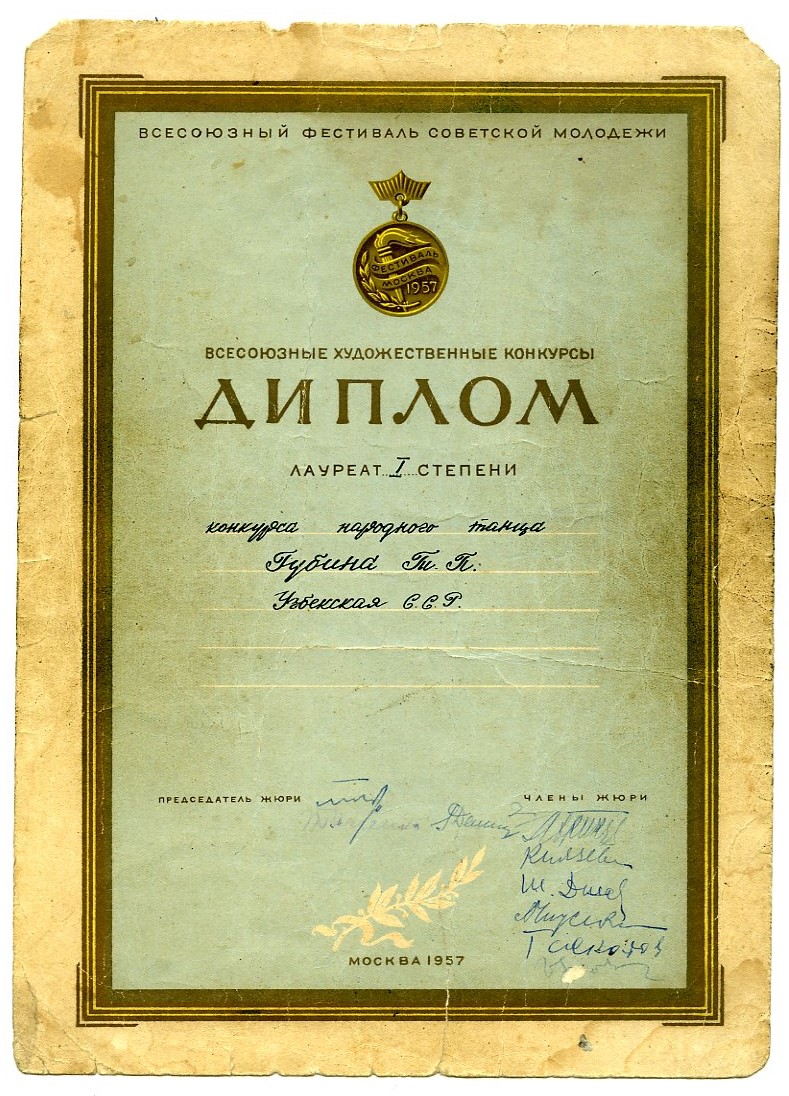 ВСЕСОЮЗНЫЙ ФЕСТИВАЛЬ СОВЕТСКОЙ МОЛОДЕЖИ
ФЕСТИВАЛЬ
МОСКВА
1957
ВСЕСОЮЗНЫЕ ХУДОЖЕСТВЕННЫЕ КОНКУРСЫ
ДИПЛОМ
ЛАУРЕАТ I СТЕПЕНИ
конкурса народного танца
Губина Т. П.
Узбекская С.С.Р.
ПРЕДСЕДАТЕЛЬ ЖЮРИ
ЧЛЕНЫ ЖЮРИ
МОСКВА 1957